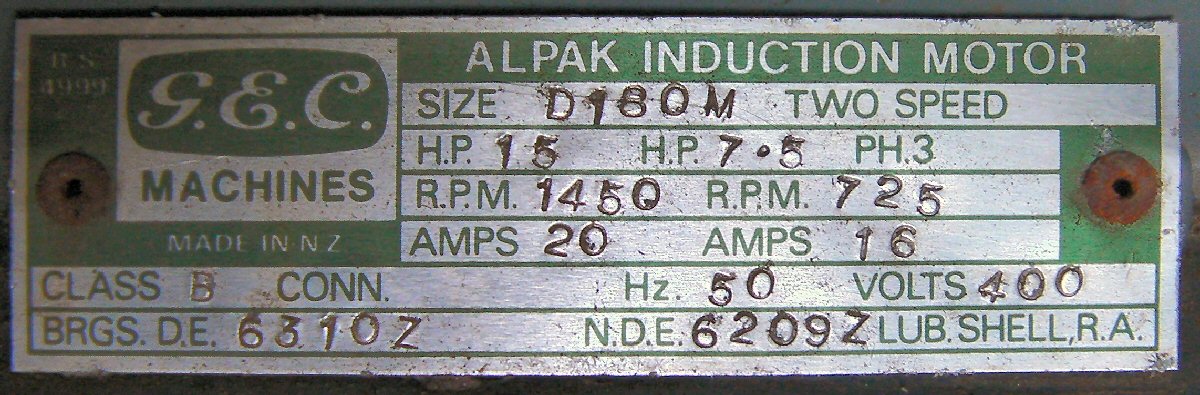 B.S.
4999
G.E.C.
MACHINES
MADE IN N Z
ALPAK INDUCTION MOTOR
SIZE D180M TWO SPEED
H.P. 15 H.P. 7.5 PH.3
R.P.M. 1450 R.P.M. 725
AMPS 20 AMPS 16
CLASS B CONN. Hz. 50 VOLTS 400
BRGS. D.E. 6310Z N.D.E. 6209Z LUB. SHELL, R.A.